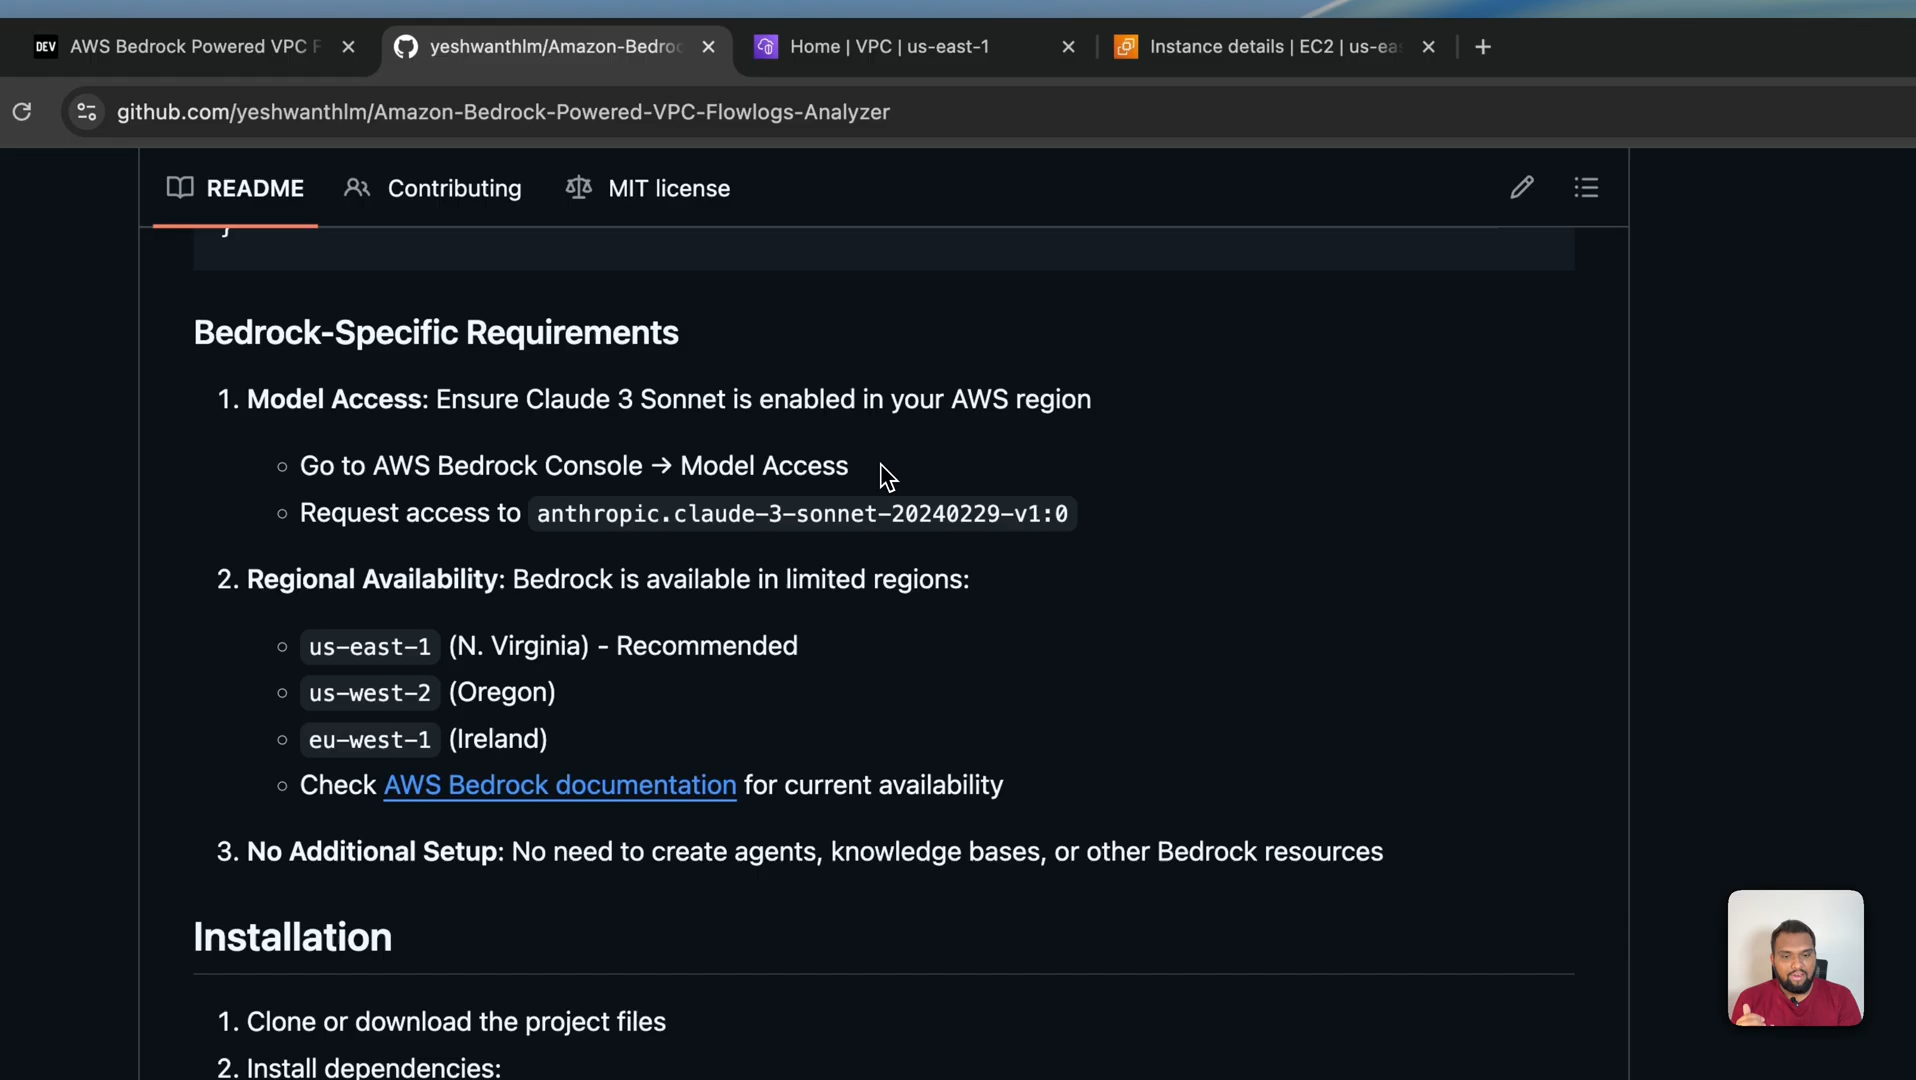 DEV AWS Bedrock Powered VPC F
yeshwanthlm/Amazon-Bedroc
Home | VPC | us-east-1
Instance details | EC2 | us-eas
github.com/yeshwanthlm/Amazon-Bedrock-Powered-VPC-Flowlogs-Analyzer
README
Contributing
MIT license
}
Bedrock-Specific Requirements
1. Model Access: Ensure Claude 3 Sonnet is enabled in your AWS region
Go to AWS Bedrock Console → Model Access
Request access to anthropic.claude-3-sonnet-20240229-v1:0
2. Regional Availability: Bedrock is available in limited regions:
us-east-1 (N. Virginia) - Recommended
us-west-2 (Oregon)
eu-west-1 (Ireland)
Check AWS Bedrock documentation for current availability
3. No Additional Setup: No need to create agents, knowledge bases, or other Bedrock resources
Installation
1. Clone or download the project files
2. Install dependencies: